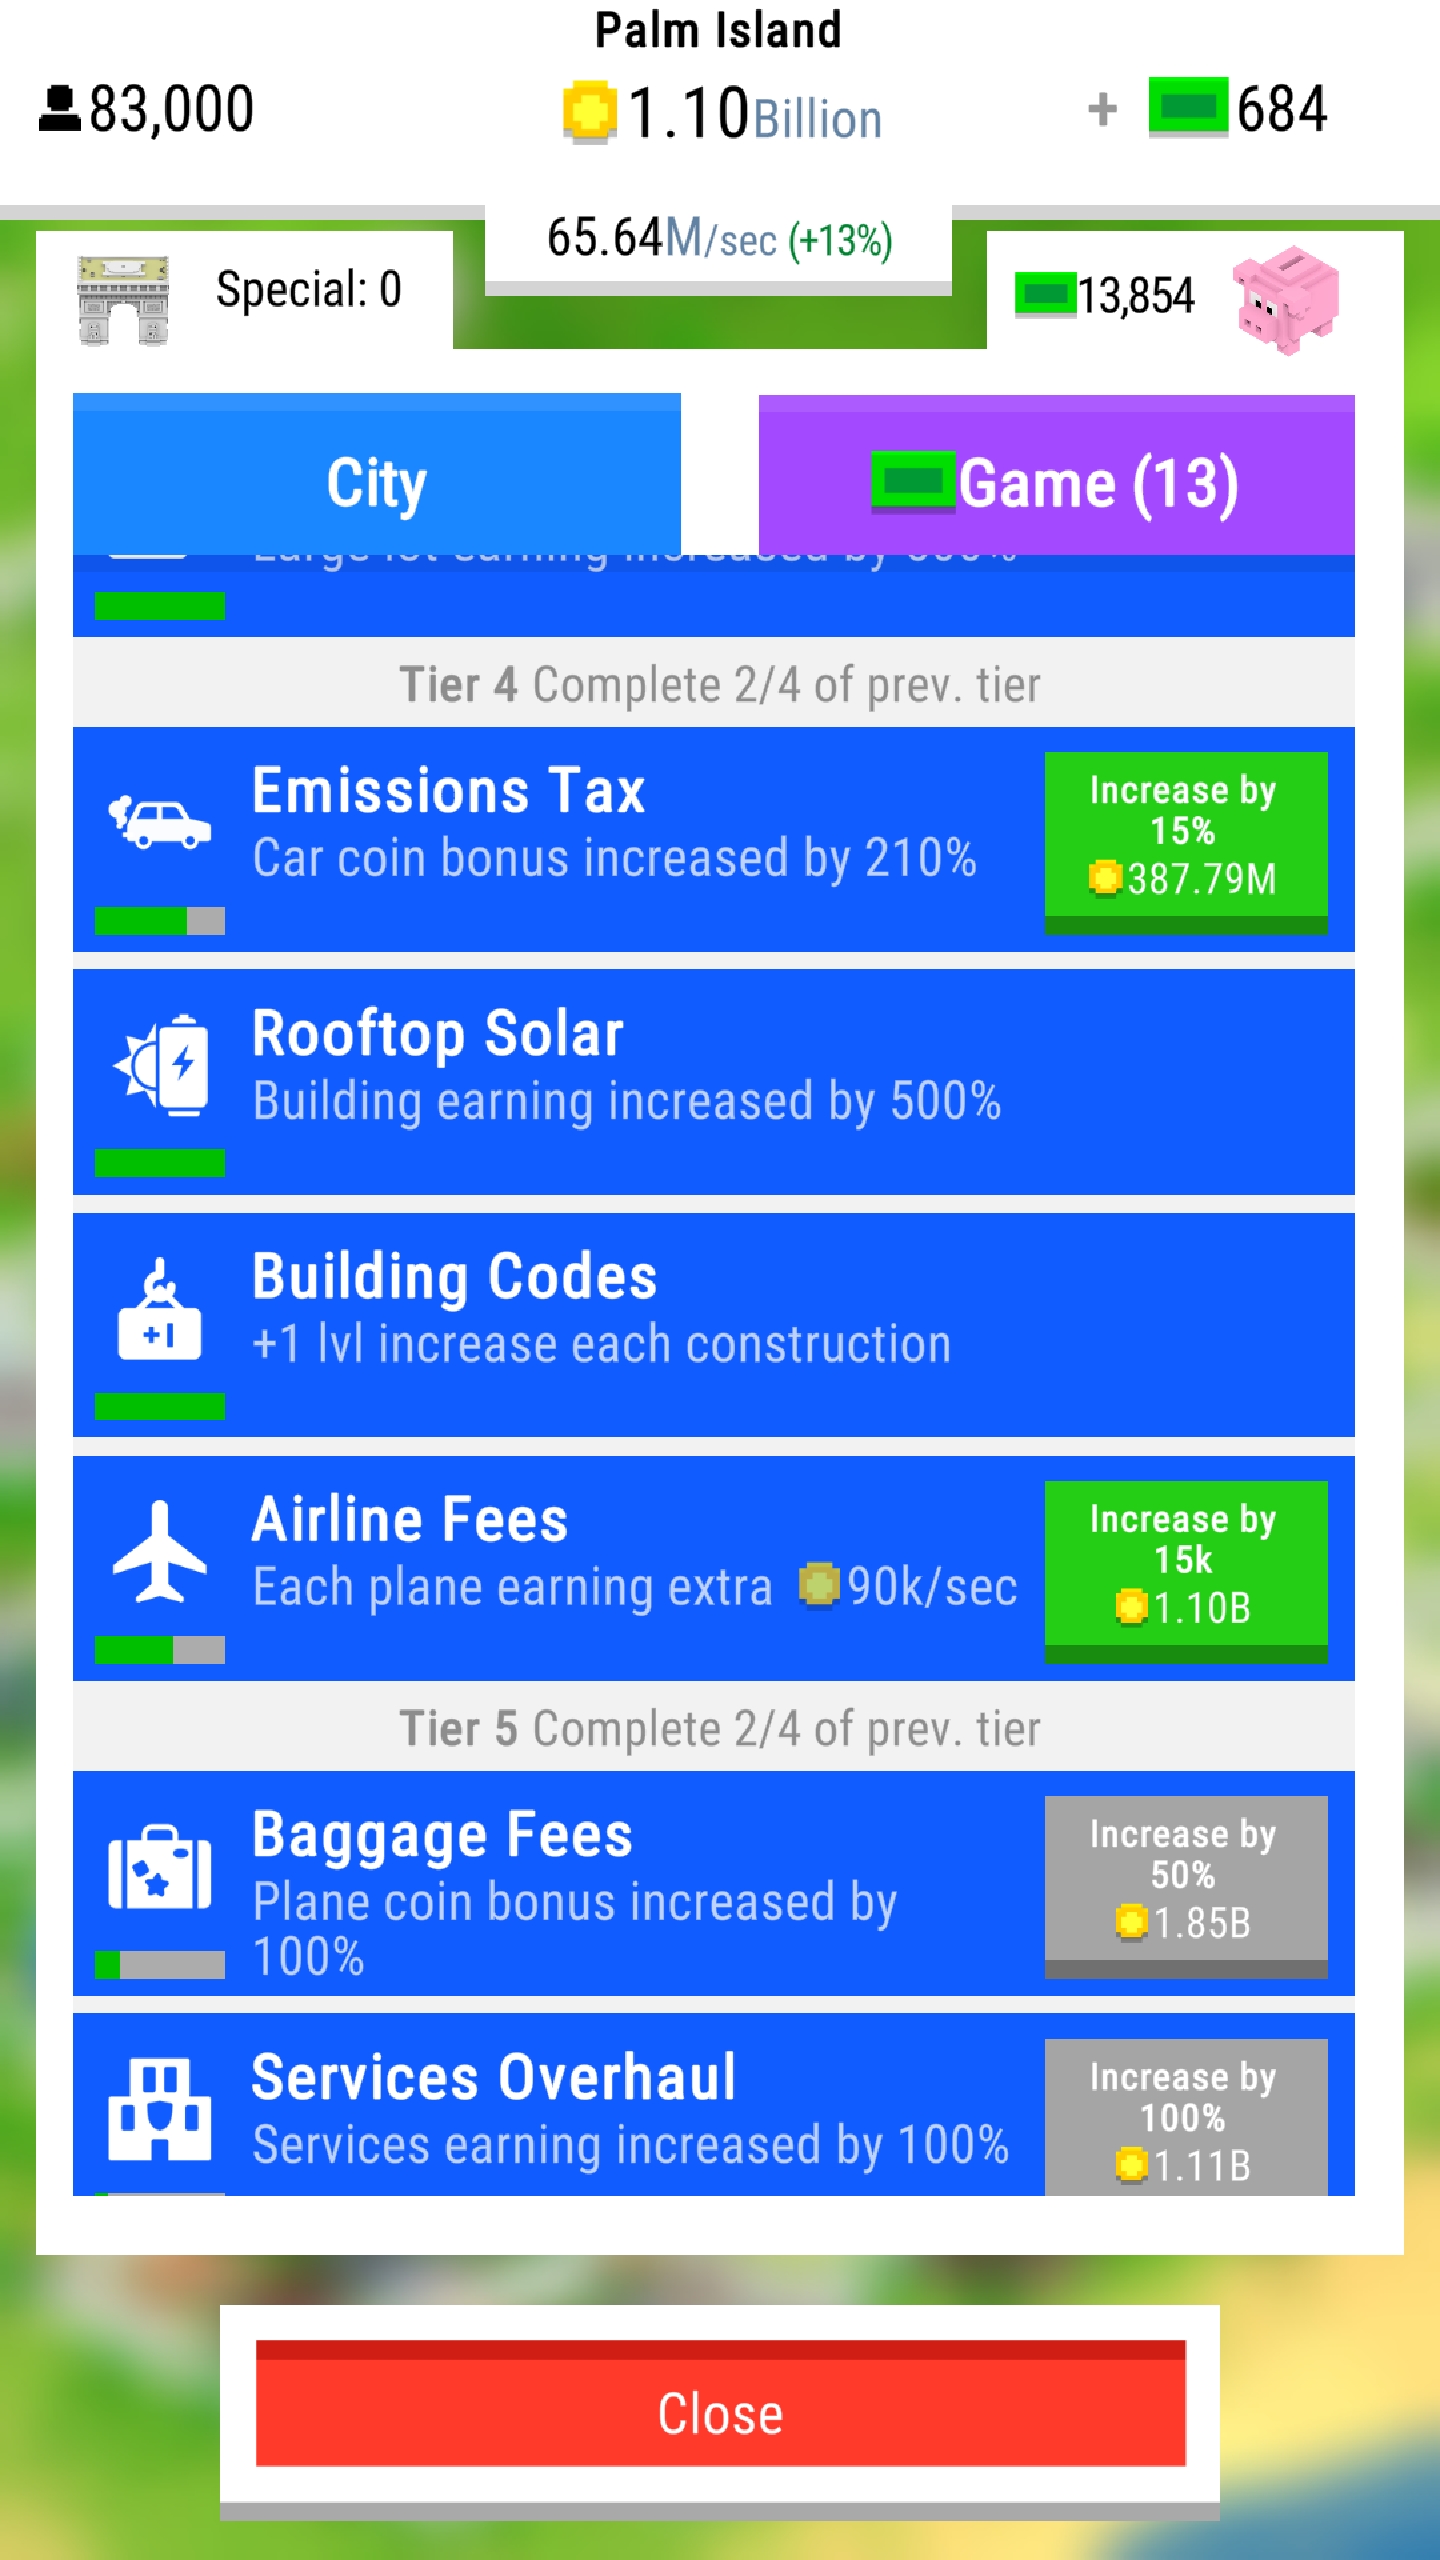 Palm Island
83,000
1.10 Billion
+ 684
65.64M/sec (+13%)
Special: 0
13,854
City
Game (13)
Tier 4 Complete 2/4 of prev. tier
Emissions Tax
Car coin bonus increased by 210%
Increase by
15%
387.79M
Rooftop Solar
Building earning increased by 500%
+1
Building Codes
+1 lvl increase each construction
Airline Fees
Each plane earning extra 90k/sec
Increase by
15k
1.10B
Tier 5 Complete 2/4 of prev. tier
Baggage Fees
Plane coin bonus increased by
100%
Increase by
50%
1.85B
Services Overhaul
Services earning increased by 100%
Increase by
100%
1.11B
Close